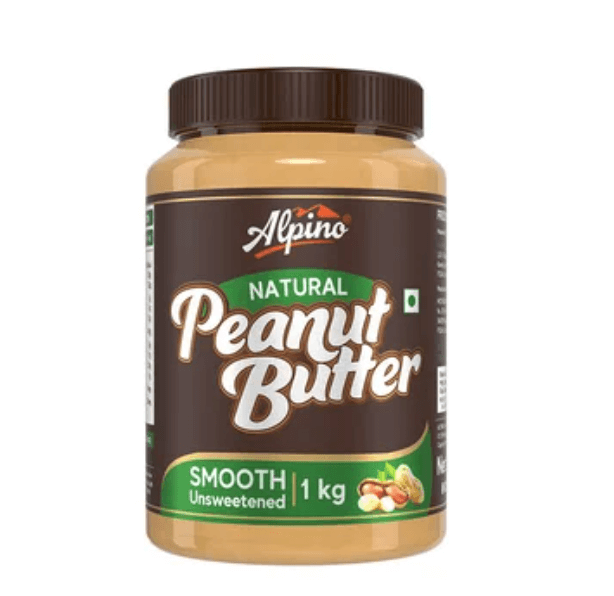 Alpino
NATURAL
Peanut
Butter
SMOOTH
Unsweetened
1 kg